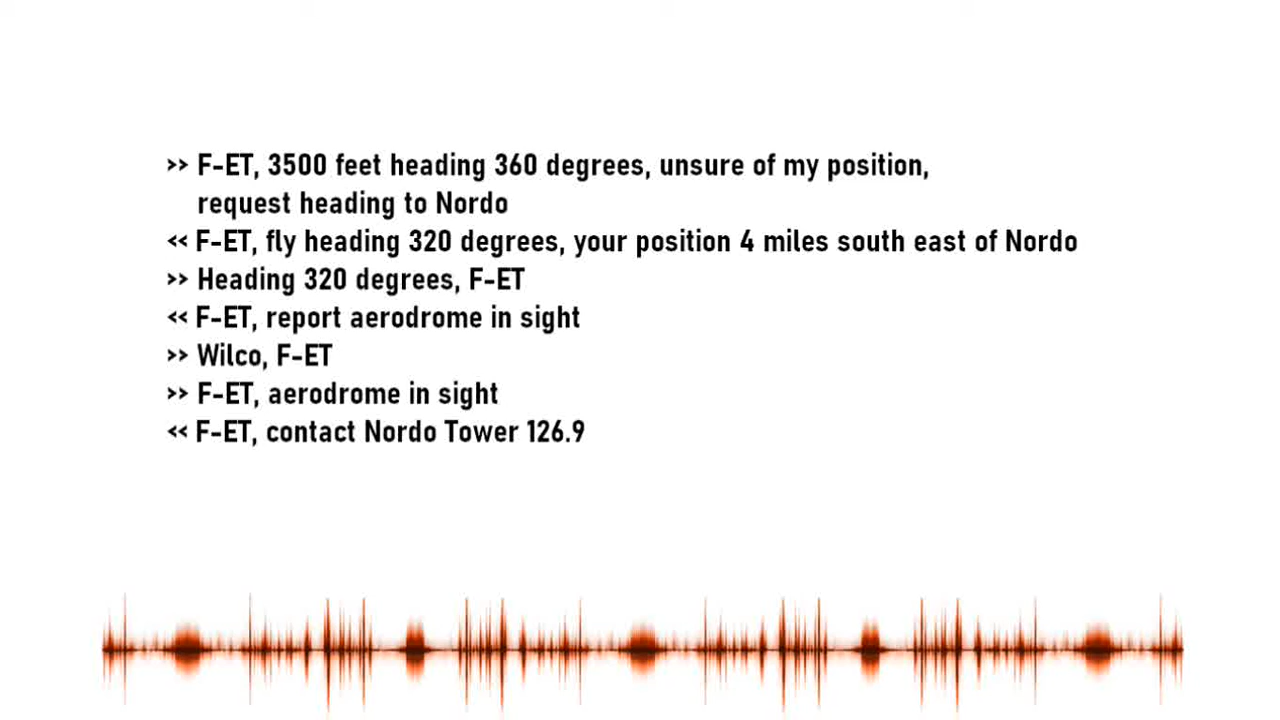 >> F-ET, 3500 feet heading 360 degrees, unsure of my position,
request heading to Nordo
<< F-ET, fly heading 320 degrees, your position 4 miles south east of Nordo
>> Heading 320 degrees, F-ET
<< F-ET, report aerodrome in sight
>> Wilco, F-ET
>> F-ET, aerodrome in sight
<< F-ET, contact Nordo Tower 126.9